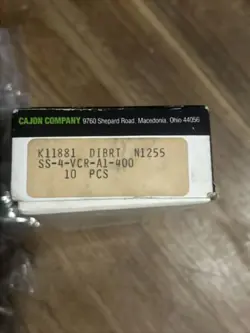 CAJON COMPANY 9760 Shepard Road, Macedonia, Ohio 44056
K11881 DIBRT N1255
SS-4-VCR-A1-400
10 PCS